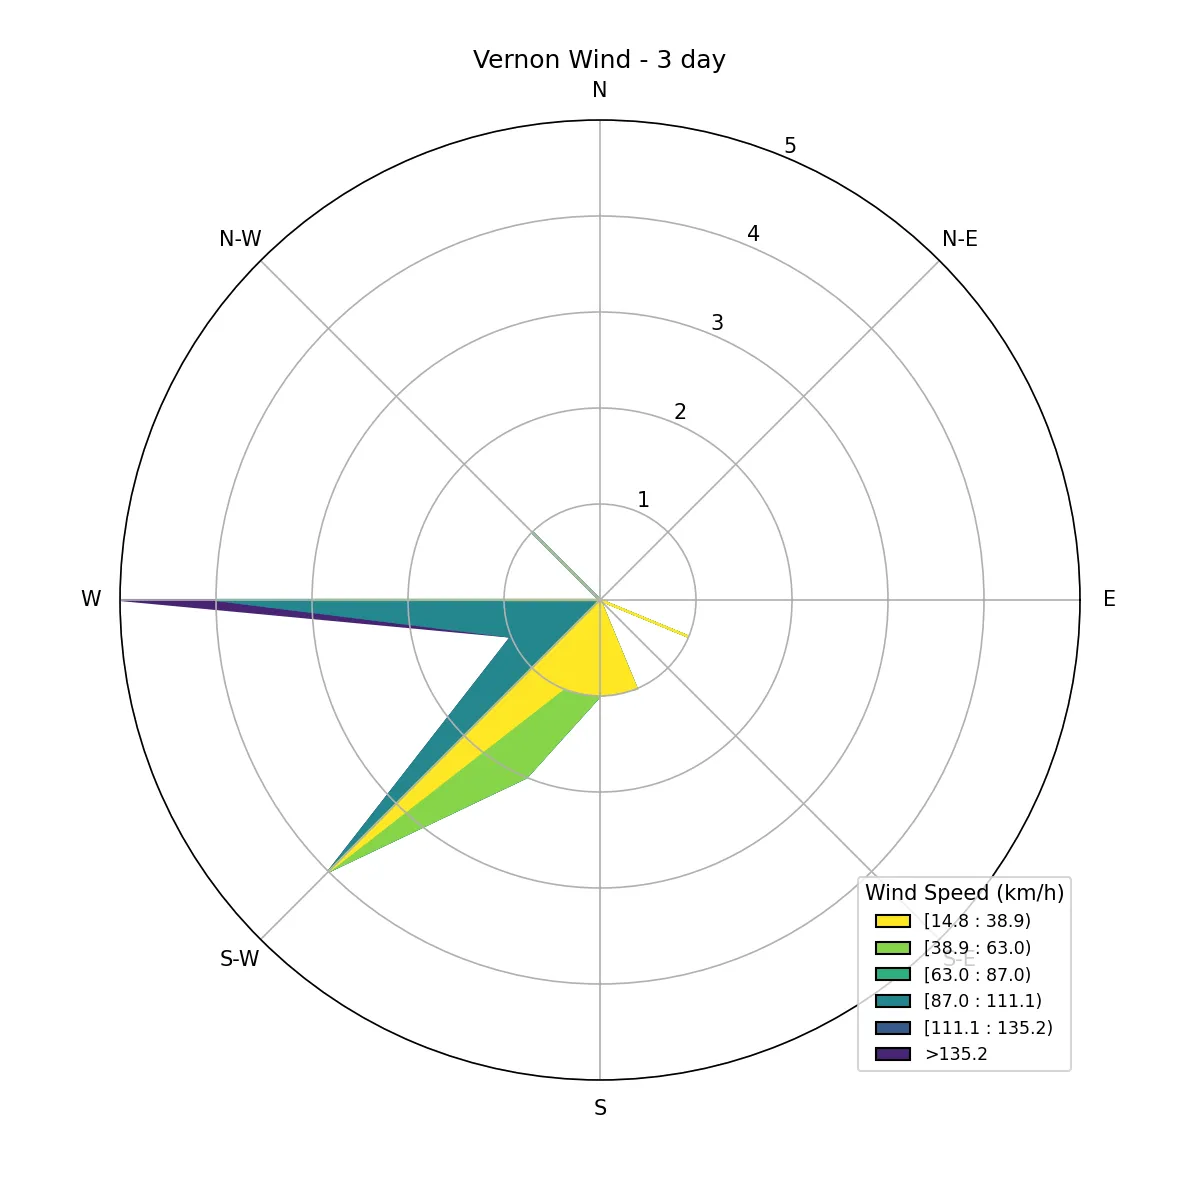 Vernon Wind - 3 day
N
5
N-W
N-E
4
3
2
1
W
E
Wind Speed (km/h)
[14.8 : 38.9)
[38.9 : 63.0)
S-W
S-E
[63.0 : 87.0)
[87.0 : 111.1)
[111.1 : 135.2)
>135.2
S